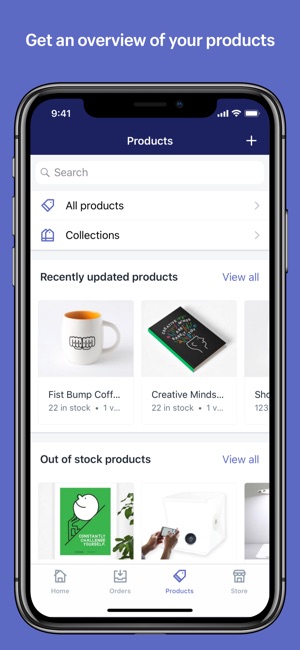 Get an overview of your products
9:41
Products
Search
All products
Collections
Recently updated products View all
Fist Bump Coff... Creative Minds... Sho
22 in stock • 1 v... 22 in stock • 1 v... 123
Out of stock products View all
CONSTANTLY
CHALLENGE
YOURSELF.
Home Orders Products Store